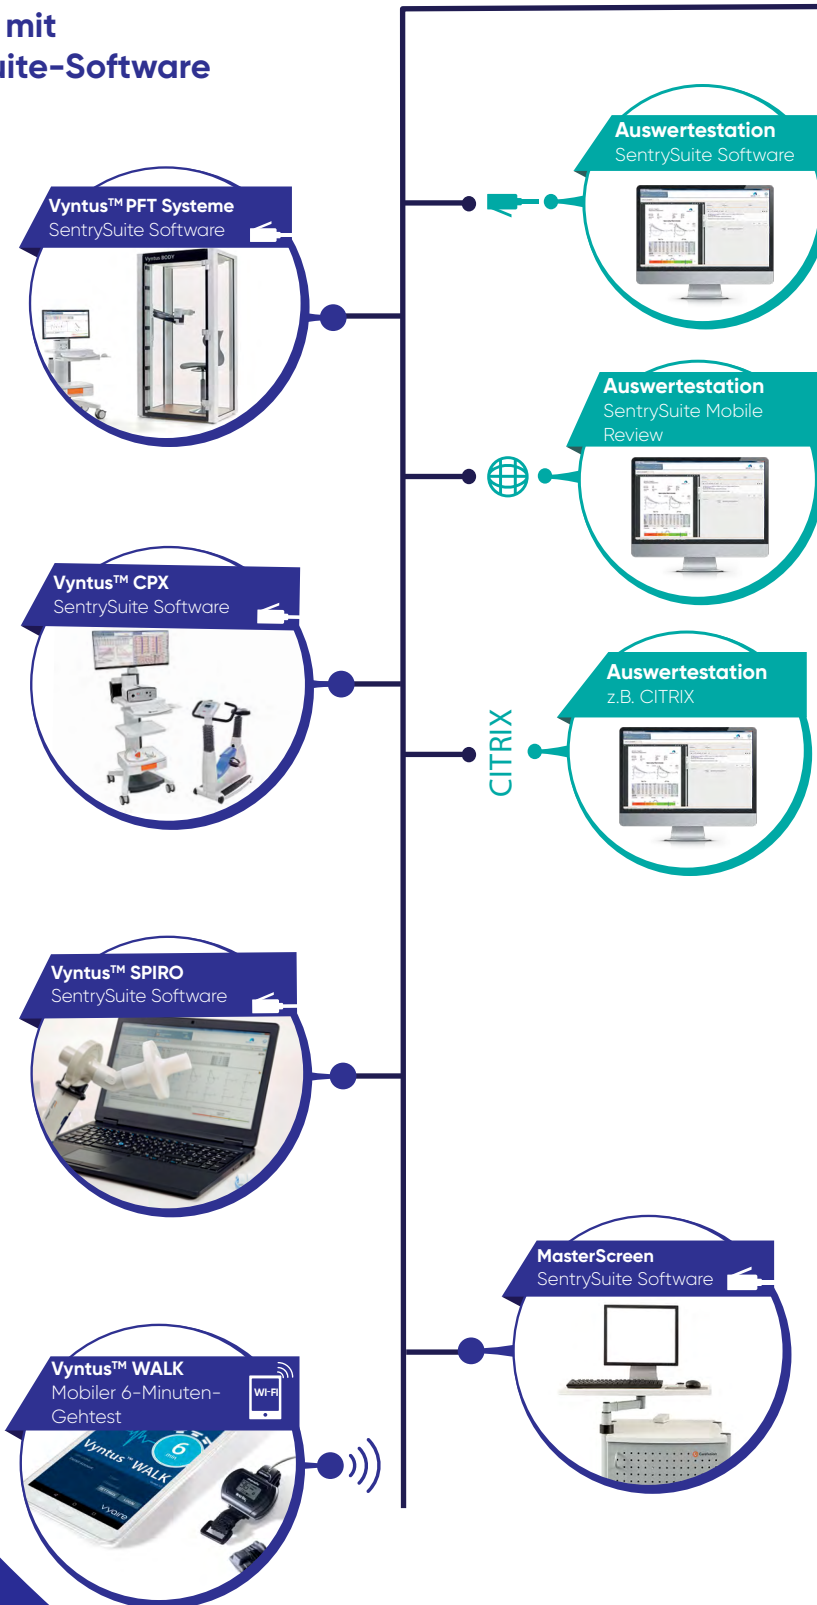 mit
uite-Software
Auswertestation
SentrySuite Software
Vyntus™ PFT Systeme
SentrySuite Software
Vyntus BODY
Auswertestation
SentrySuite Mobile
Review
Vyntus™ CPX
SentrySuite Software
Auswertestation
z.B. CITRIX
CITRIX
Vyntus™ SPIRO
SentrySuite Software
MasterScreen
SentrySuite Software
Vyntus™ WALK
Mobiler 6-Minuten-
Gehtest
WI-FI
6
Vyntus™ WALK
vyaire